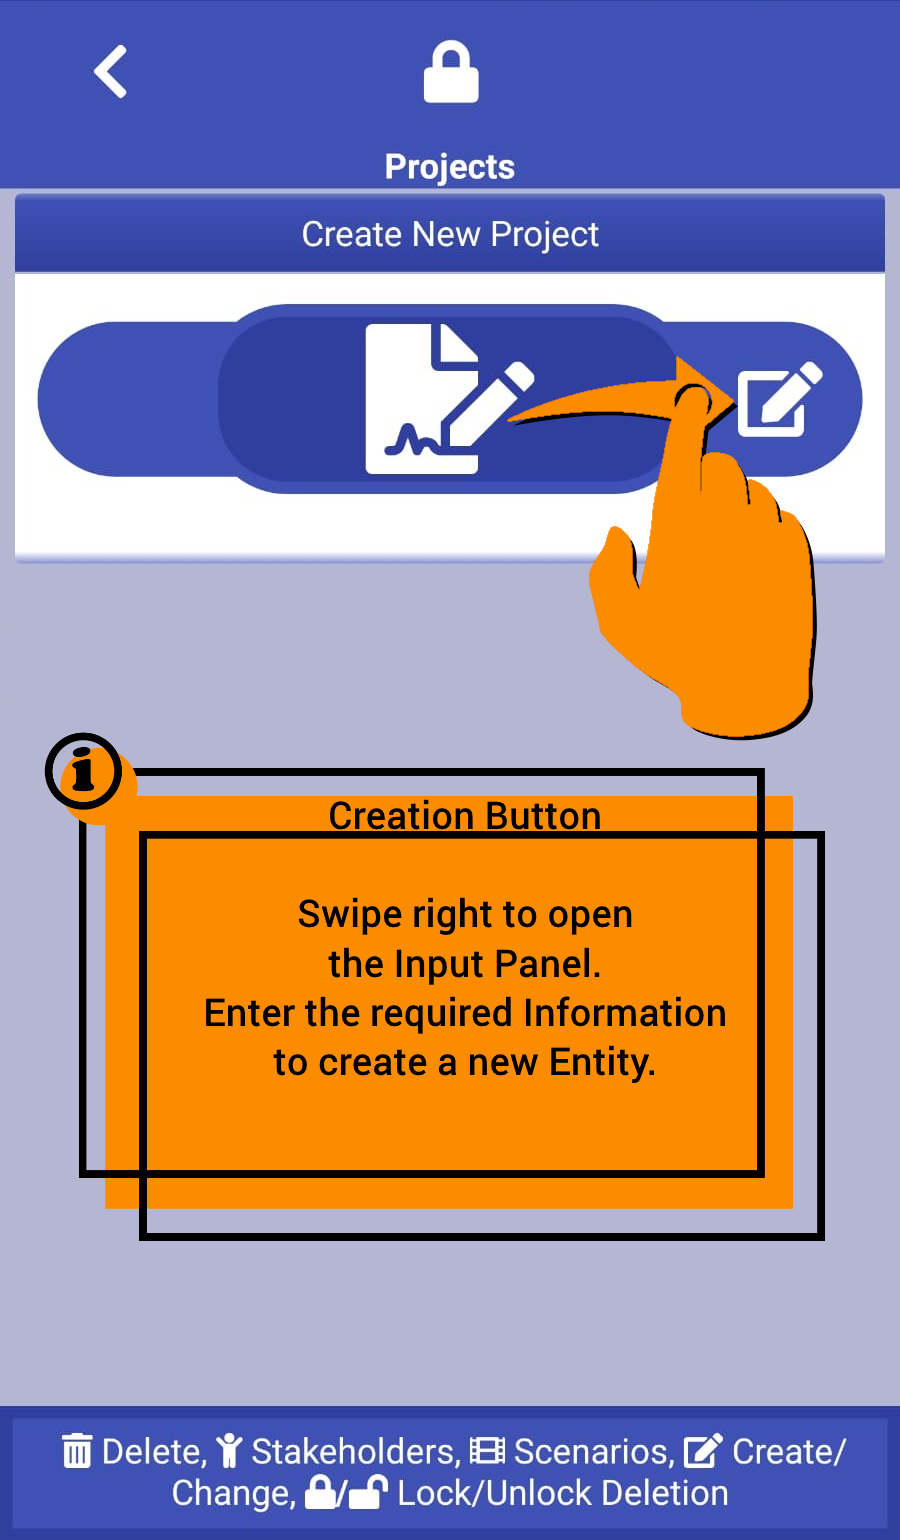 Projects
Create New Project
i
Creation Button
Swipe right to open
the Input Panel.
Enter the required Information
to create a new Entity.
Delete, Stakeholders, Scenarios, Create/
Change, / Lock/Unlock Deletion